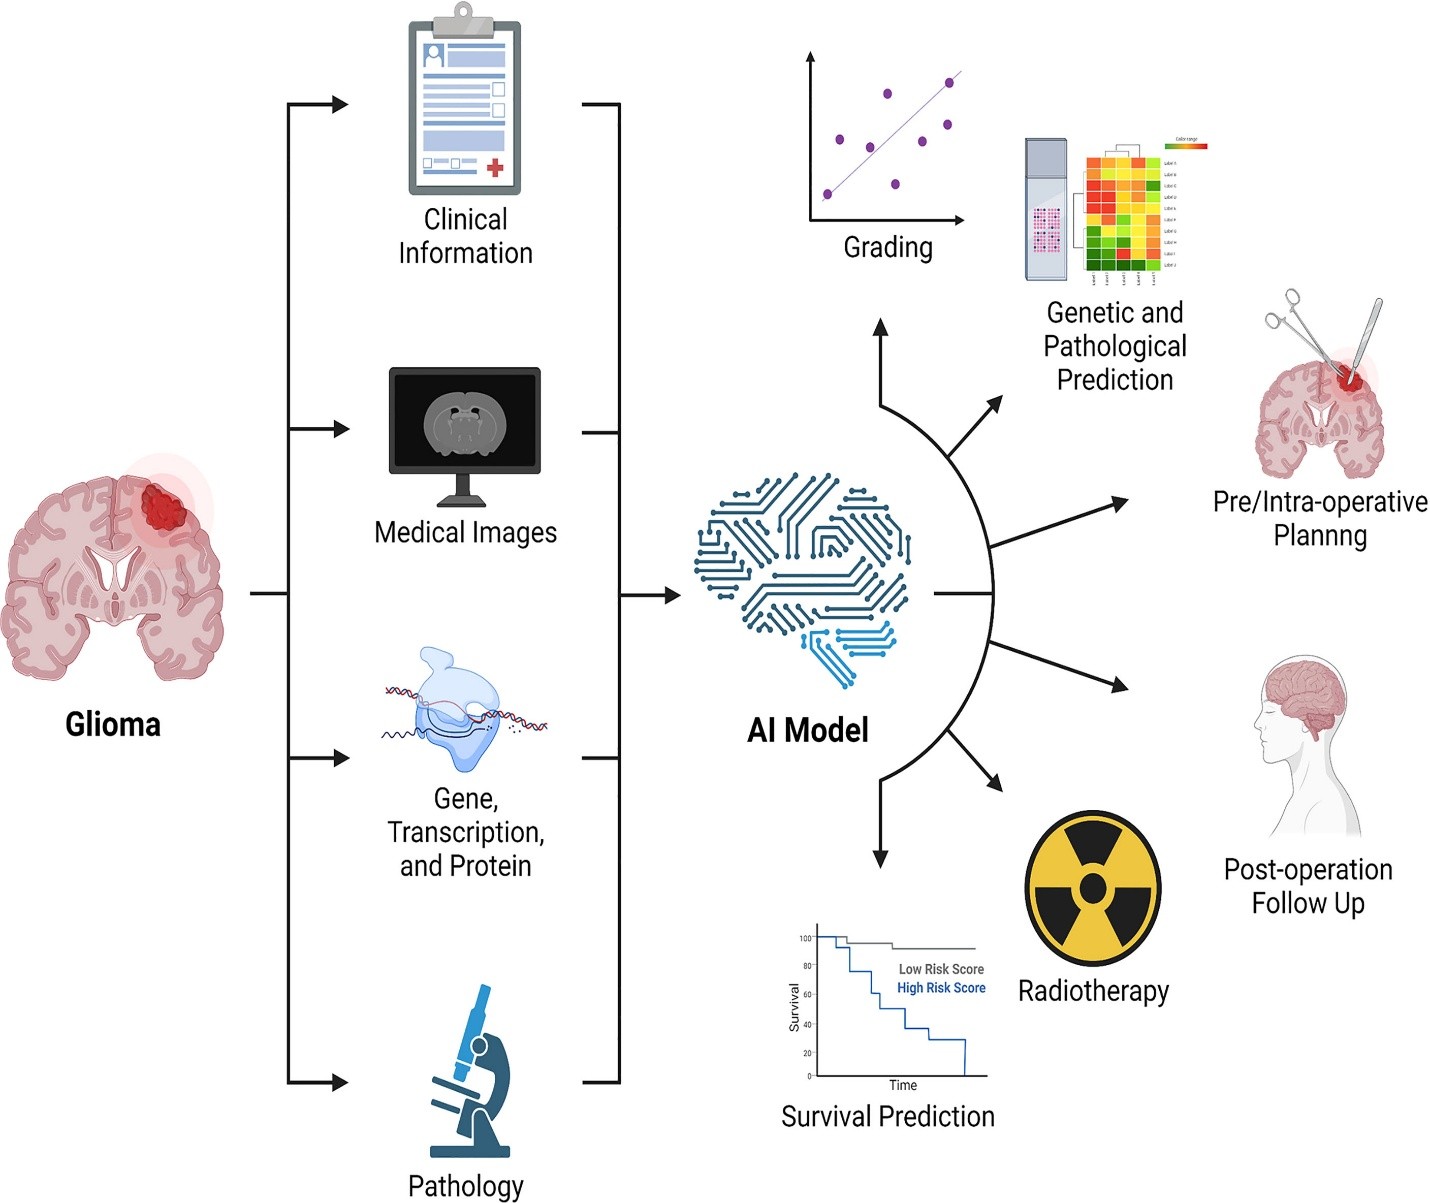 Clinical
Information
Medical Images
Glioma
Gene,
Transcription,
and Protein
Pathology
AI Model
Grading
Color range
Genetic and
Pathological
Prediction
Pre/Intra-operative
Plannng
Post-operation
Follow Up
Radiotherapy
100
80
60
40
20
0
Survival
Low Risk Score
High Risk Score
Time
Survival Prediction